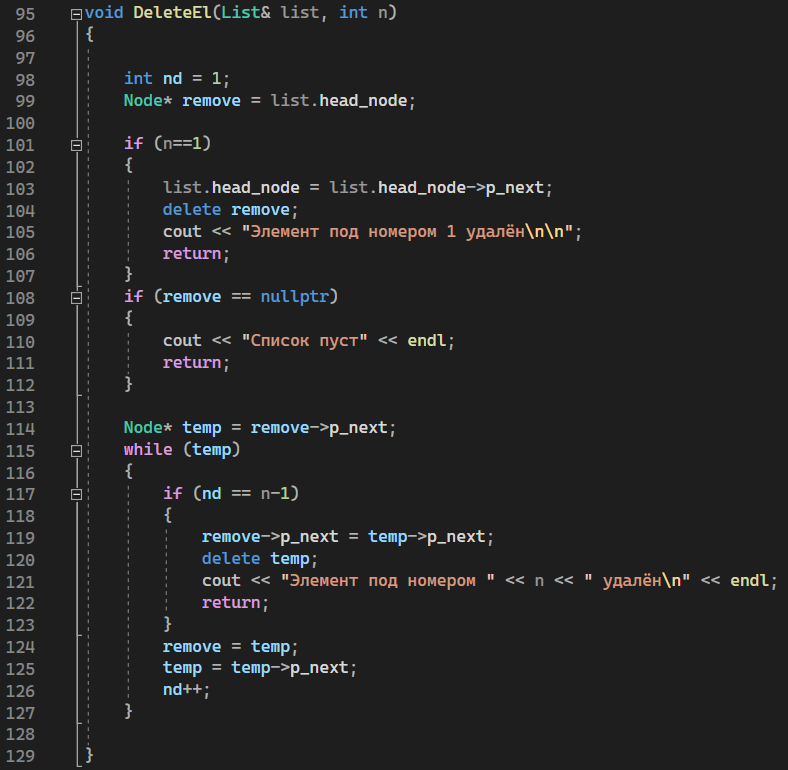 95 void DeleteEl(List& list, int n)
96 {
97
98     int nd = 1;
99     Node* remove = list.head_node;
100
101     if (n==1)
102     {
103         list.head_node = list.head_node->p_next;
104         delete remove;
105         cout << "Элемент под номером 1 удалён\n\n";
106         return;
107     }
108     if (remove == nullptr)
109     {
110         cout << "Список пуст" << endl;
111         return;
112     }
113
114     Node* temp = remove->p_next;
115     while (temp)
116     {
117         if (nd == n-1)
118         {
119             remove->p_next = temp->p_next;
120             delete temp;
121             cout << "Элемент под номером " << n << " удалён\n" << endl;
122             return;
123         }
124         remove = temp;
125         temp = temp->p_next;
126         nd++;
127     }
128
129 }